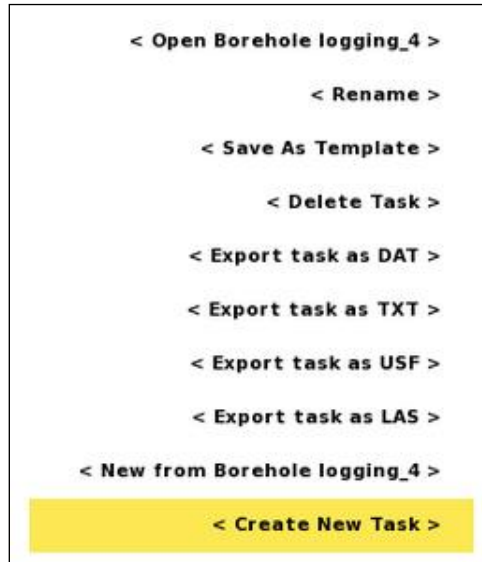 < Open Borehole logging_4 >
< Rename >
< Save As Template >
< Delete Task >
< Export task as DAT >
< Export task as TXT >
< Export task as USF >
< Export task as LAS >
< New from Borehole logging_4 >
< Create New Task >